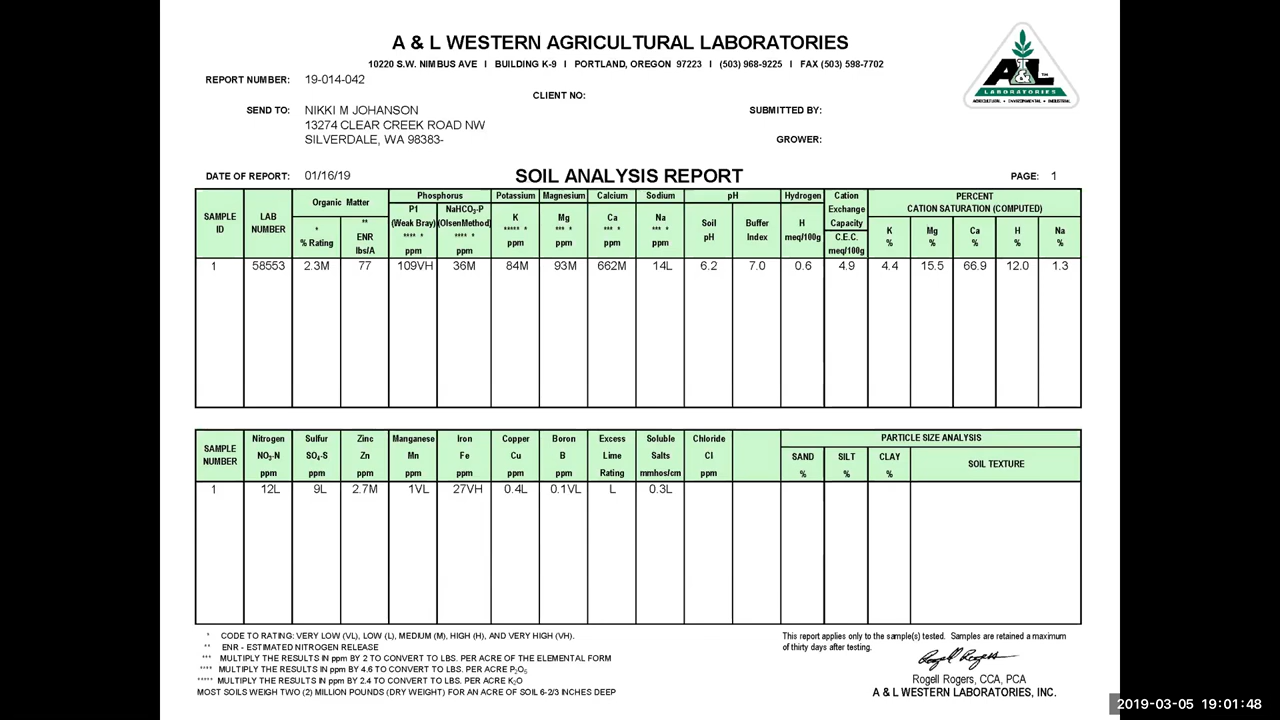 A & L WESTERN AGRICULTURAL LABORATORIES
10220 S.W. NIMBUS AVE I BUILDING K-9 I PORTLAND, OREGON 97223 I (503) 968-9225 I FAX (503) 598-7702
A & L ™
LABORATORIES
AGRICULTURAL • ENVIRONMENTAL • INDUSTRIAL
REPORT NUMBER: 19-014-042
CLIENT NO:
SEND TO: NIKKI M JOHANSON
SUBMITTED BY:
13274 CLEAR CREEK ROAD NW
SILVERDALE, WA 98383-
GROWER:
DATE OF REPORT: 01/16/19
SOIL ANALYSIS REPORT
PAGE: 1
Phosphorus Potassium Magnesium Calcium Sodium pH Hydrogen Cation PERCENT
SAMPLE ID LAB NUMBER Organic Matter P1 NaHCO₃-P K Mg Ca Na Soil Buffer H Exchange CATION SATURATION (COMPUTED)
* ** (Weak Bray) (OlsenMethod) ***** * *** * *** * *** * pH Index meq/100g Capacity K Mg Ca H Na
% Rating ENR **** * **** * ppm ppm ppm ppm C.E.C. % % % % %
lbs/A ppm ppm meq/100g
1 58553 2.3M 77 109VH 36M 84M 93M 662M 14L 6.2 7.0 0.6 4.9 4.4 15.5 66.9 12.0 1.3
SAMPLE NUMBER Nitrogen Sulfur Zinc Manganese Iron Copper Boron Excess Soluble Chloride PARTICLE SIZE ANALYSIS
NO₃-N SO₄-S Zn Mn Fe Cu B Lime Salts Cl SAND SILT CLAY SOIL TEXTURE
ppm ppm ppm ppm ppm ppm ppm Rating mmhos/cm ppm % % %
1 12L 9L 2.7M 1VL 27VH 0.4L 0.1VL L 0.3L
* CODE TO RATING: VERY LOW (VL), LOW (L), MEDIUM (M), HIGH (H), AND VERY HIGH (VH).
** ENR - ESTIMATED NITROGEN RELEASE
*** MULTIPLY THE RESULTS IN ppm BY 2 TO CONVERT TO LBS. PER ACRE OF THE ELEMENTAL FORM
**** MULTIPLY THE RESULTS IN ppm BY 4.6 TO CONVERT TO LBS. PER ACRE P₂O₅
***** MULTIPLY THE RESULTS IN ppm BY 2.4 TO CONVERT TO LBS. PER ACRE K₂O
MOST SOILS WEIGH TWO (2) MILLION POUNDS (DRY WEIGHT) FOR AN ACRE OF SOIL 6-2/3 INCHES DEEP
This report applies only to the sample(s) tested. Samples are retained a maximum
of thirty days after testing.
Rogell Rogers
Rogell Rogers, CCA, PCA
A & L WESTERN LABORATORIES, INC.
2019-03-05 19:01:48